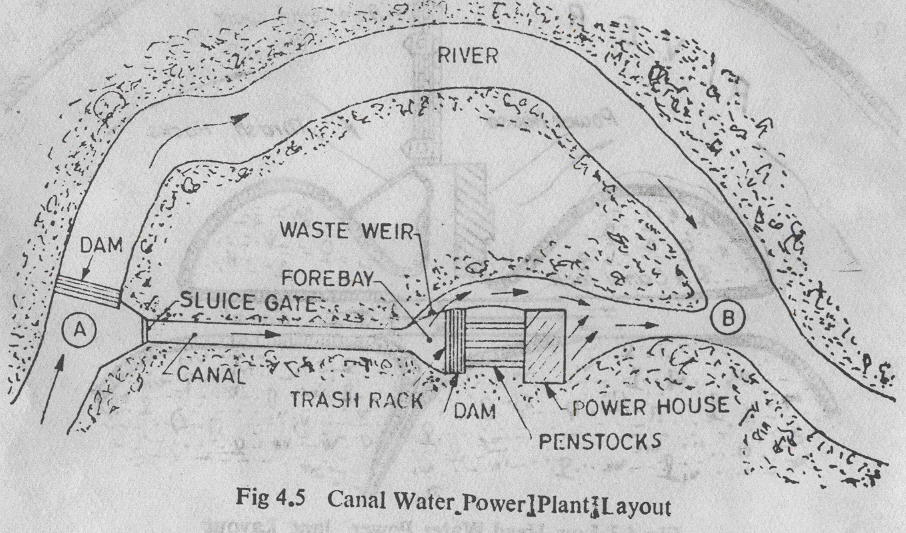 RIVER
DAM
WASTE WEIR
FOREBAY
SLUICE GATE
A
B
CANAL
TRASH RACK
DAM
POWER HOUSE
PENSTOCKS
Fig 4.5 Canal Water Power Plant Layout